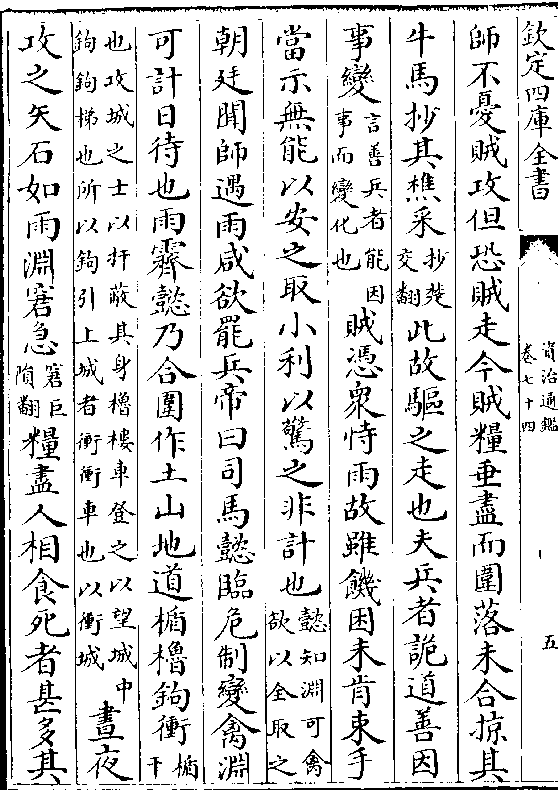 欽定四庫全書
資治通鑑
卷七十四
五
師不憂賊攻但恐賊走今賊糧垂盡而圍落未合掠其
牛馬抄其樵采抄楚交翻此故驅之走也夫兵者詭道善因
事變言善兵者能因事而變化也賊憑衆恃雨故雖饑困未肯束手
當示無能以安之取小利以驚之非計也懿知淵可禽欲以全取之
朝廷聞師遇雨咸欲罷兵帝曰司馬懿臨危制變禽淵
可計日待也雨霽懿乃合圍作土山地道楯櫓鉤衝楯干
也攻城之士以扞蔽其身櫓樓車登之以望城中鉤鉤梯也所以鉤引上城者衝衝車也以衝城晝夜
攻之矢石如雨淵窘急窘巨隕翻糧盡人相食死者甚多其